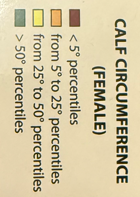 CALF CIRCUMFERENCE
(FEMALE)
< 5° percentiles
from 5° to 25° percentiles
from 25° to 50° percentiles
> 50° percentiles